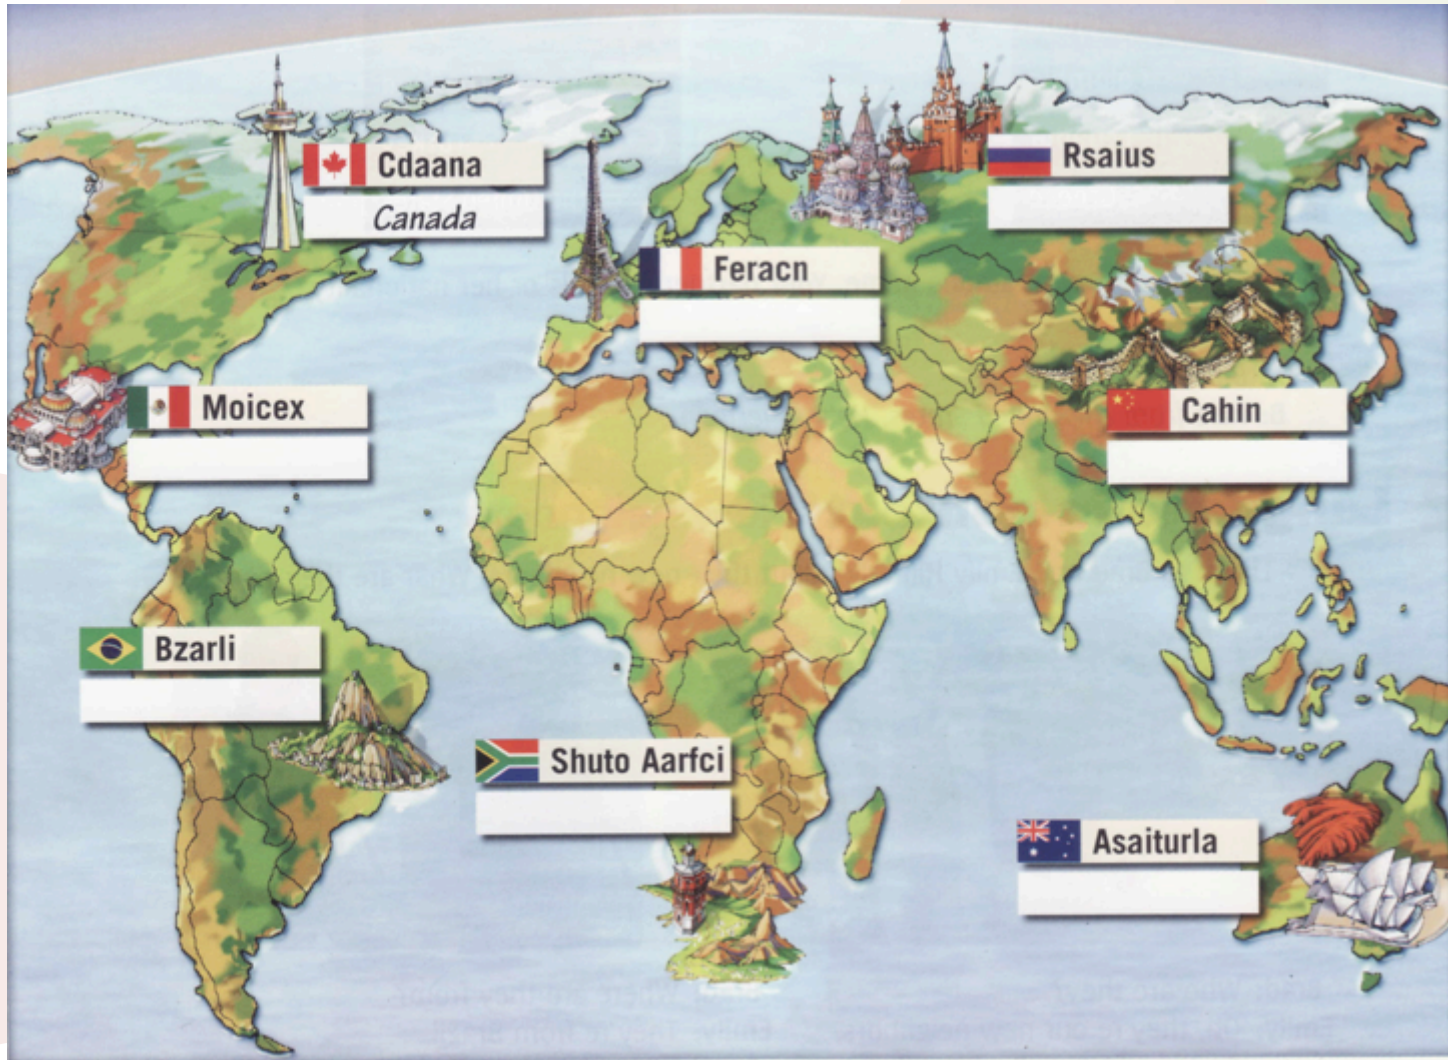 Cdaana
Canada
Rsaius
Feracn
Moicex
Cahin
Bzarli
Shuto Aarfci
Asaiturla